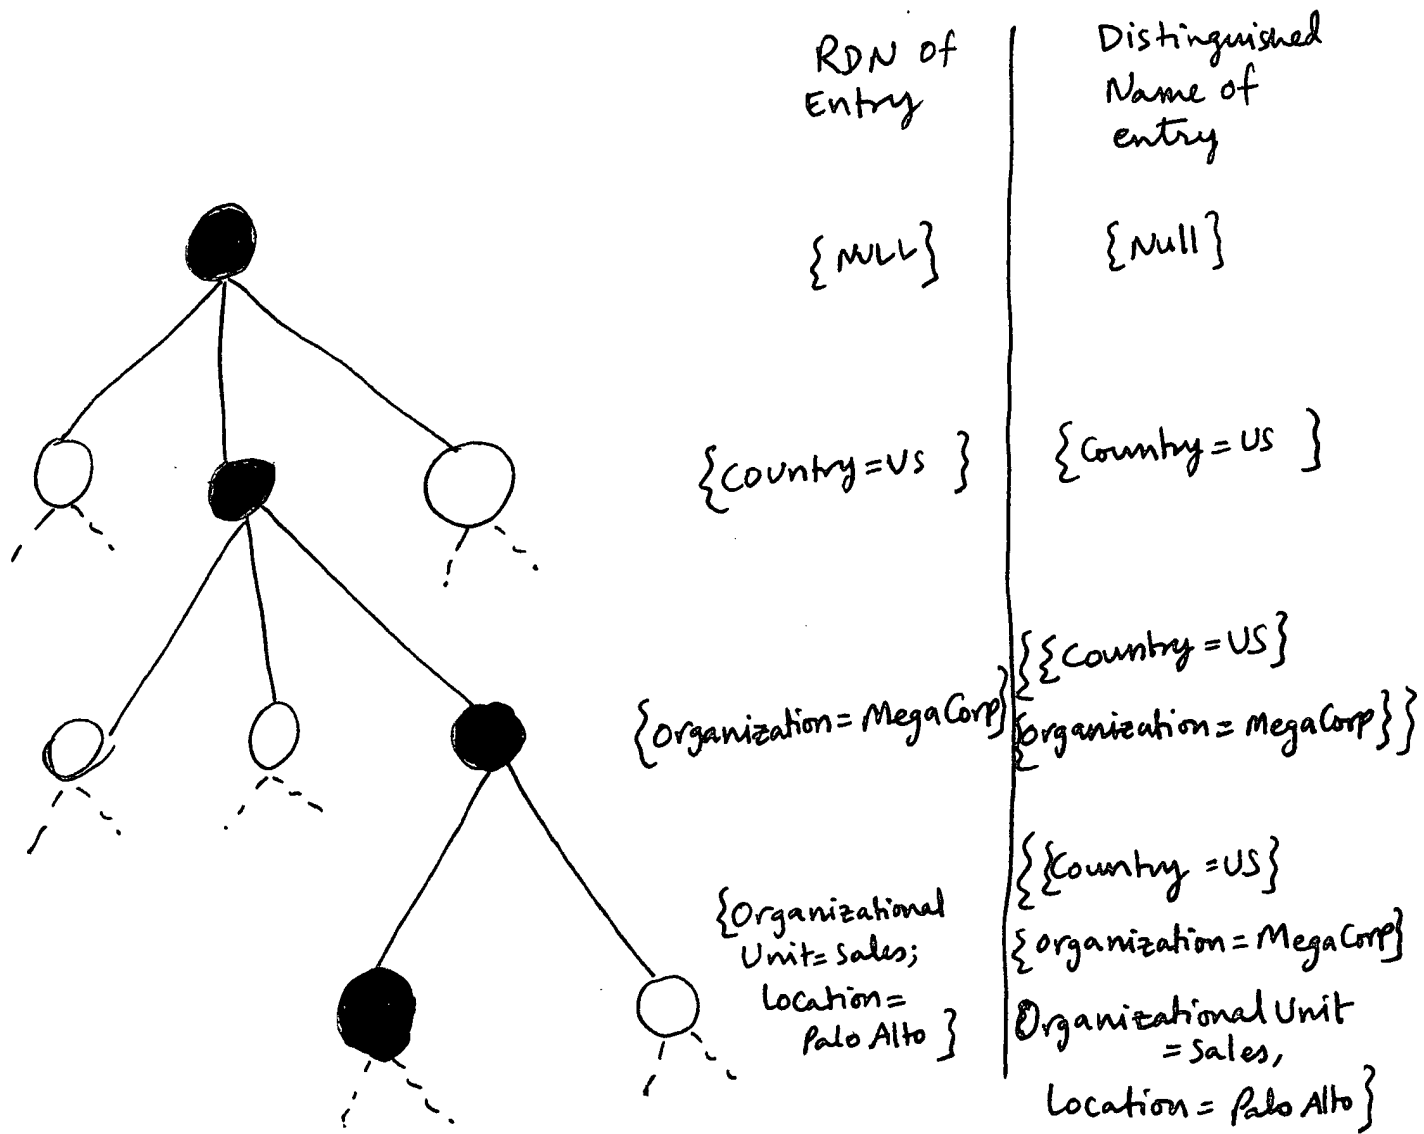 RDN of
Entry
Distinguished
Name of
entry
{NULL}
{Null}
{Country=US }
{Country=US }
{Organization=MegaCorp}
{{Country=US}
{Organization=MegaCorp}}
{Organizational
Unit=Sales;
Location=
Palo Alto }
{{Country =US}
{Organization=MegaCorp}
Organizational Unit
=Sales,
Location= Palo Alto}